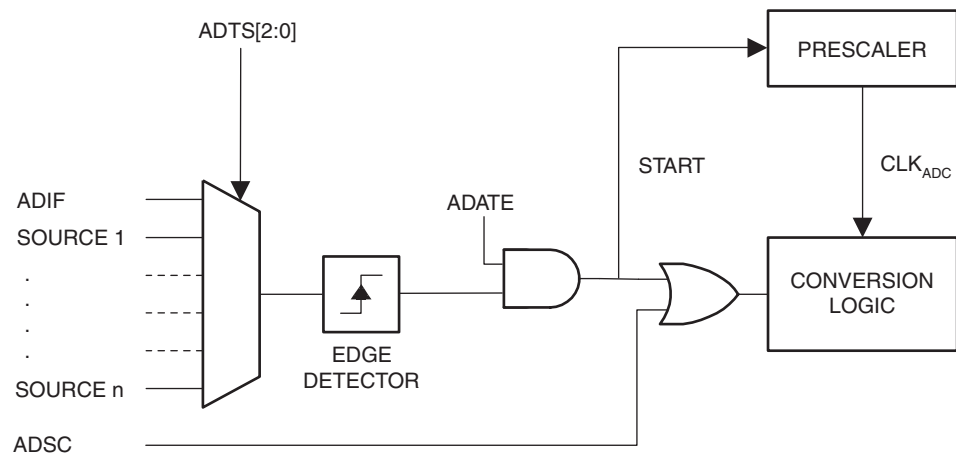 ADTS[2:0]
PRESCALER
START
CLKADC
ADIF
ADATE
SOURCE 1
.
.
.
.
CONVERSION
LOGIC
EDGE
DETECTOR
SOURCE n
ADSC